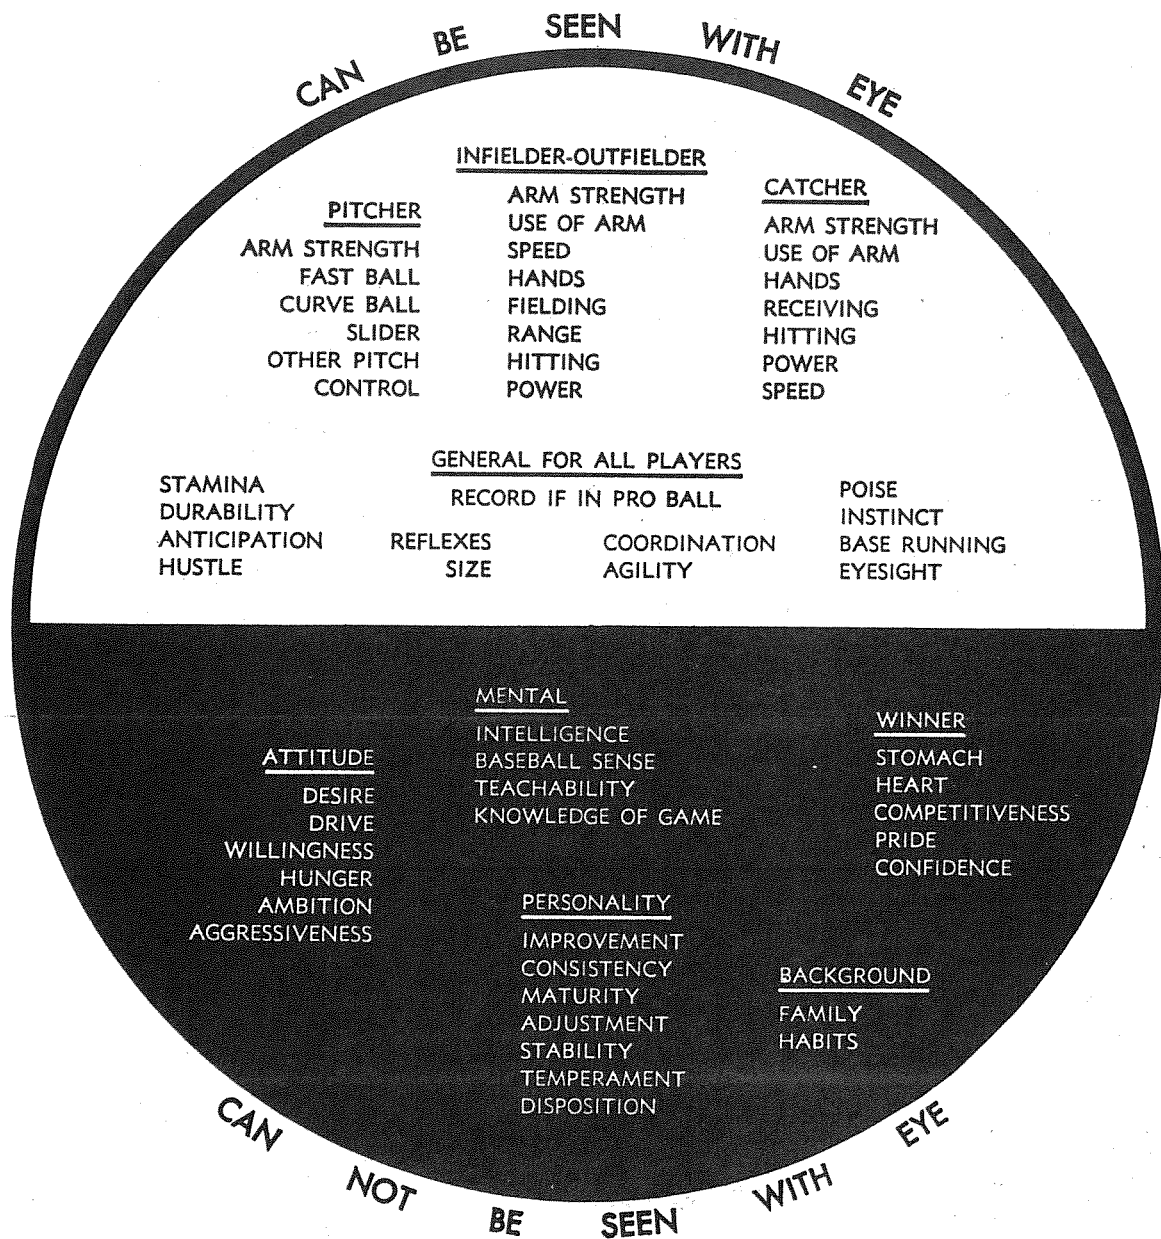 CAN BE SEEN WITH EYE
INFIELDER-OUTFIELDER
ARM STRENGTH
USE OF ARM
SPEED
HANDS
FIELDING
RANGE
HITTING
POWER
PITCHER
ARM STRENGTH
FAST BALL
CURVE BALL
SLIDER
OTHER PITCH
CONTROL
CATCHER
ARM STRENGTH
USE OF ARM
HANDS
RECEIVING
HITTING
POWER
SPEED
GENERAL FOR ALL PLAYERS
RECORD IF IN PRO BALL
STAMINA
DURABILITY
ANTICIPATION
HUSTLE
REFLEXES
SIZE
COORDINATION
AGILITY
POISE
INSTINCT
BASE RUNNING
EYESIGHT
MENTAL
INTELLIGENCE
BASEBALL SENSE
TEACHABILITY
KNOWLEDGE OF GAME
ATTITUDE
DESIRE
DRIVE
WILLINGNESS
HUNGER
AMBITION
AGGRESSIVENESS
WINNER
STOMACH
HEART
COMPETITIVENESS
PRIDE
CONFIDENCE
PERSONALITY
IMPROVEMENT
CONSISTENCY
MATURITY
ADJUSTMENT
STABILITY
TEMPERAMENT
DISPOSITION
BACKGROUND
FAMILY
HABITS
CAN NOT BE SEEN WITH EYE